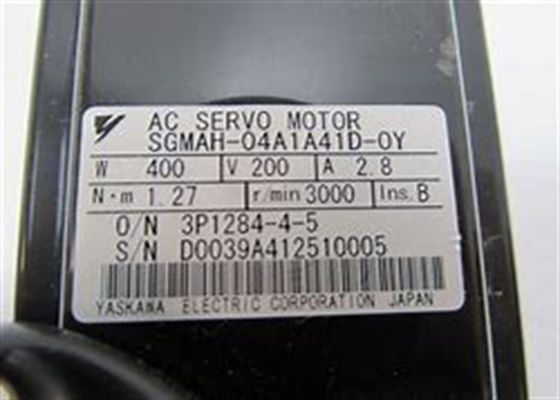 AC SERVO MOTOR
SGMAH-04A1A41D-0Y
W 400 V 200 A 2.8
N・m 1.27 r/min 3000 Ins. B
O/N 3P1284-4-5
S/N D0039A412510005
YASKAWA ELECTRIC CORPORATION JAPAN